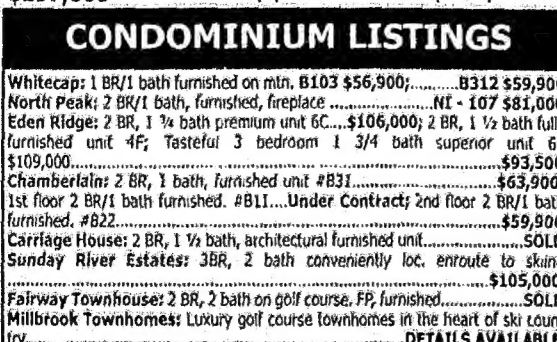 CONDOMINIUM LISTINGS
Whitecap: 1 BR/1 bath furnished on mtn. B103 $56,900;...........B312 $59,90
North Peak: 2 BR/1 bath, furnished, fireplace ....................NI - 107 $81,00
Eden Ridge: 2 BR, 1 ¾ bath premium unit 6C....$106,000; 2 BR, 1 ½ bath full
furnished unit 4F; Tasteful 3 bedroom 1 3/4 bath superior unit 6
$109,000................................................................$93,50
Chamberlain: 2 BR, 1 bath, furnished unit #B31..................................$63,90
1st floor 2 BR/1 bath furnished. #B11....Under Contract; 2nd floor 2 BR/1 bat
furnished. #B22................................................................$59,90
Carriage House: 2 BR, 1 ½ bath, architectural furnished unit....................SOL
Sunday River Estates: 3BR, 2 bath conveniently loc. enroute to skiin
................................................................$105,00
Fairway Townhouse: 2 BR, 2 bath on golf course, FP, furnished..................SOL
Millbrook Townhomes: Luxury golf course townhomes in the heart of ski coun
try................................................................DETAILS AVAILABL